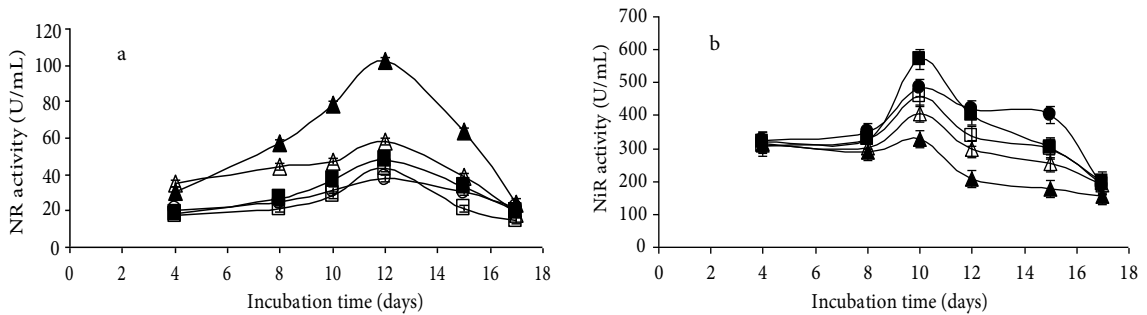 a
NR activity (U/mL)
120
100
80
60
40
20
0
0 2 4 6 8 10 12 14 16 18
Incubation time (days)
b
NiR activity (U/mL)
700
600
500
400
300
200
100
0
0 2 4 6 8 10 12 14 16 18
Incubation time (days)